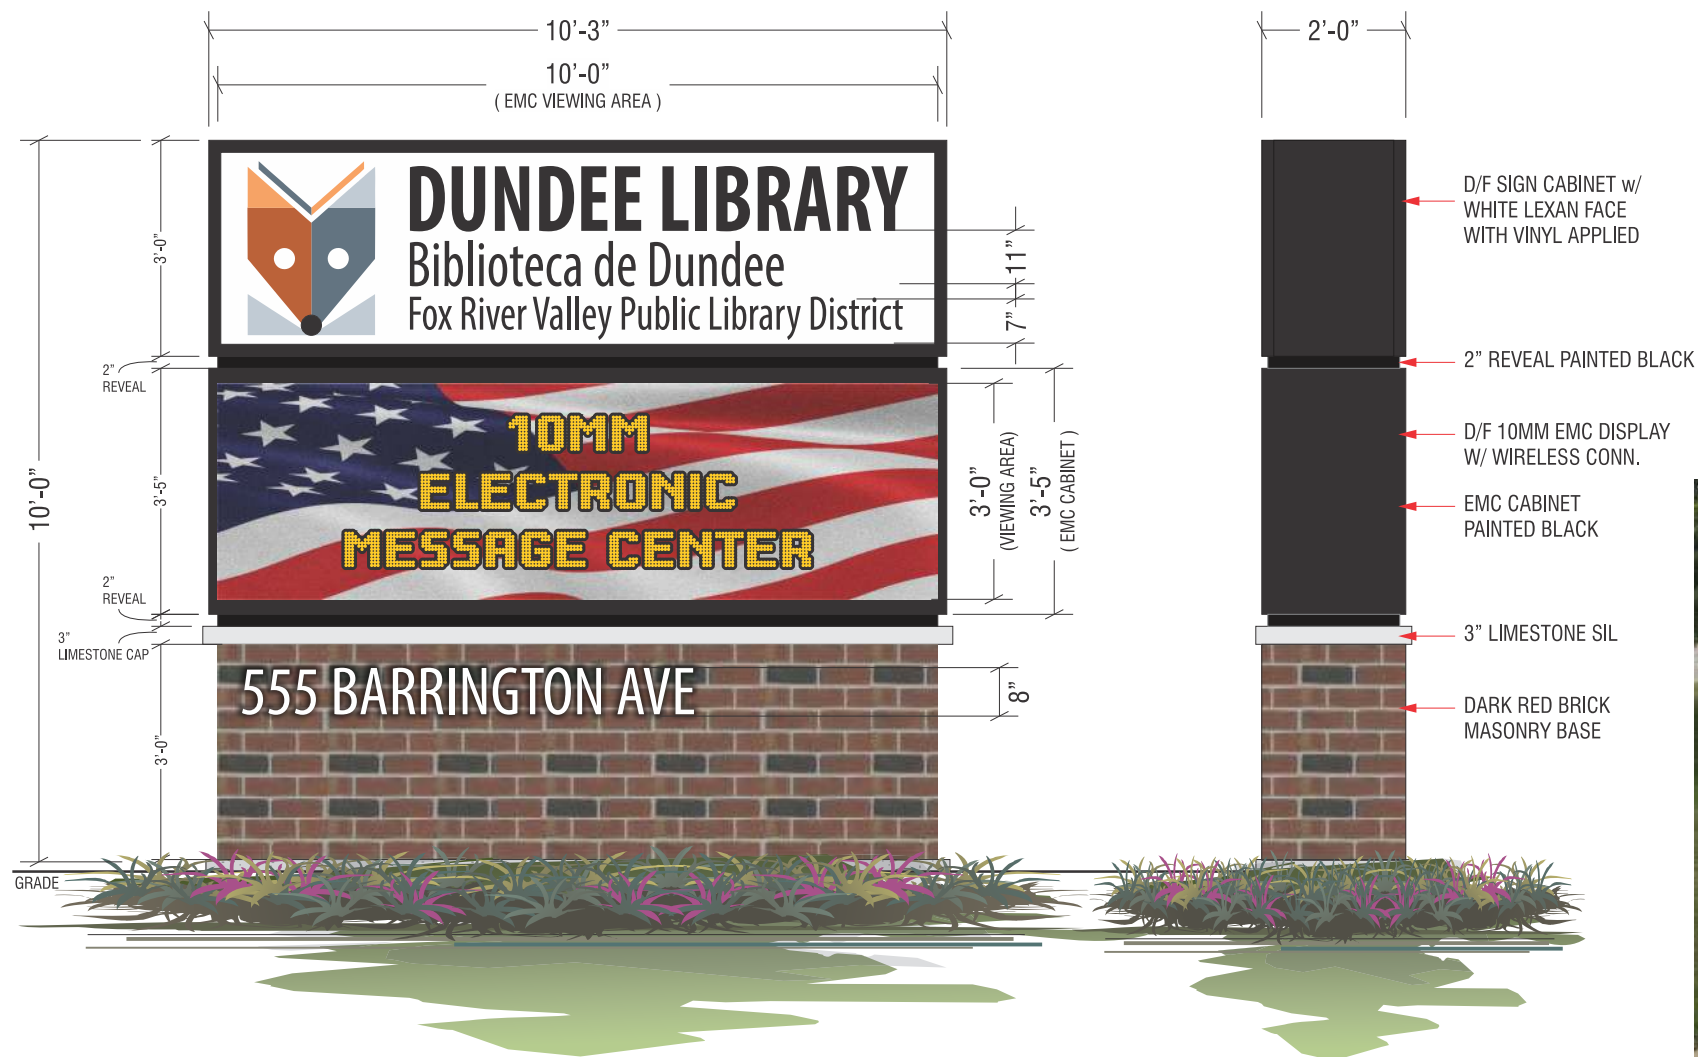 10’-3”
10’-0”
( EMC VIEWING AREA )
2’-0”
DUNDEE LIBRARY
Biblioteca de Dundee
Fox River Valley Public Library District
3’-0”
11”
7”
2”
REVEAL
10MM
ELECTRONIC
MESSAGE CENTER
10’-0”
3’-5”
3’-0”
(VIEWING AREA)
3’-5”
( EMC CABINET )
2”
REVEAL
3”
LIMESTONE CAP
555 BARRINGTON AVE
8”
3’-0”
GRADE
D/F SIGN CABINET w/
WHITE LEXAN FACE
WITH VINYL APPLIED
2” REVEAL PAINTED BLACK
D/F 10MM EMC DISPLAY
W/ WIRELESS CONN.
EMC CABINET
PAINTED BLACK
3” LIMESTONE SIL
DARK RED BRICK
MASONRY BASE